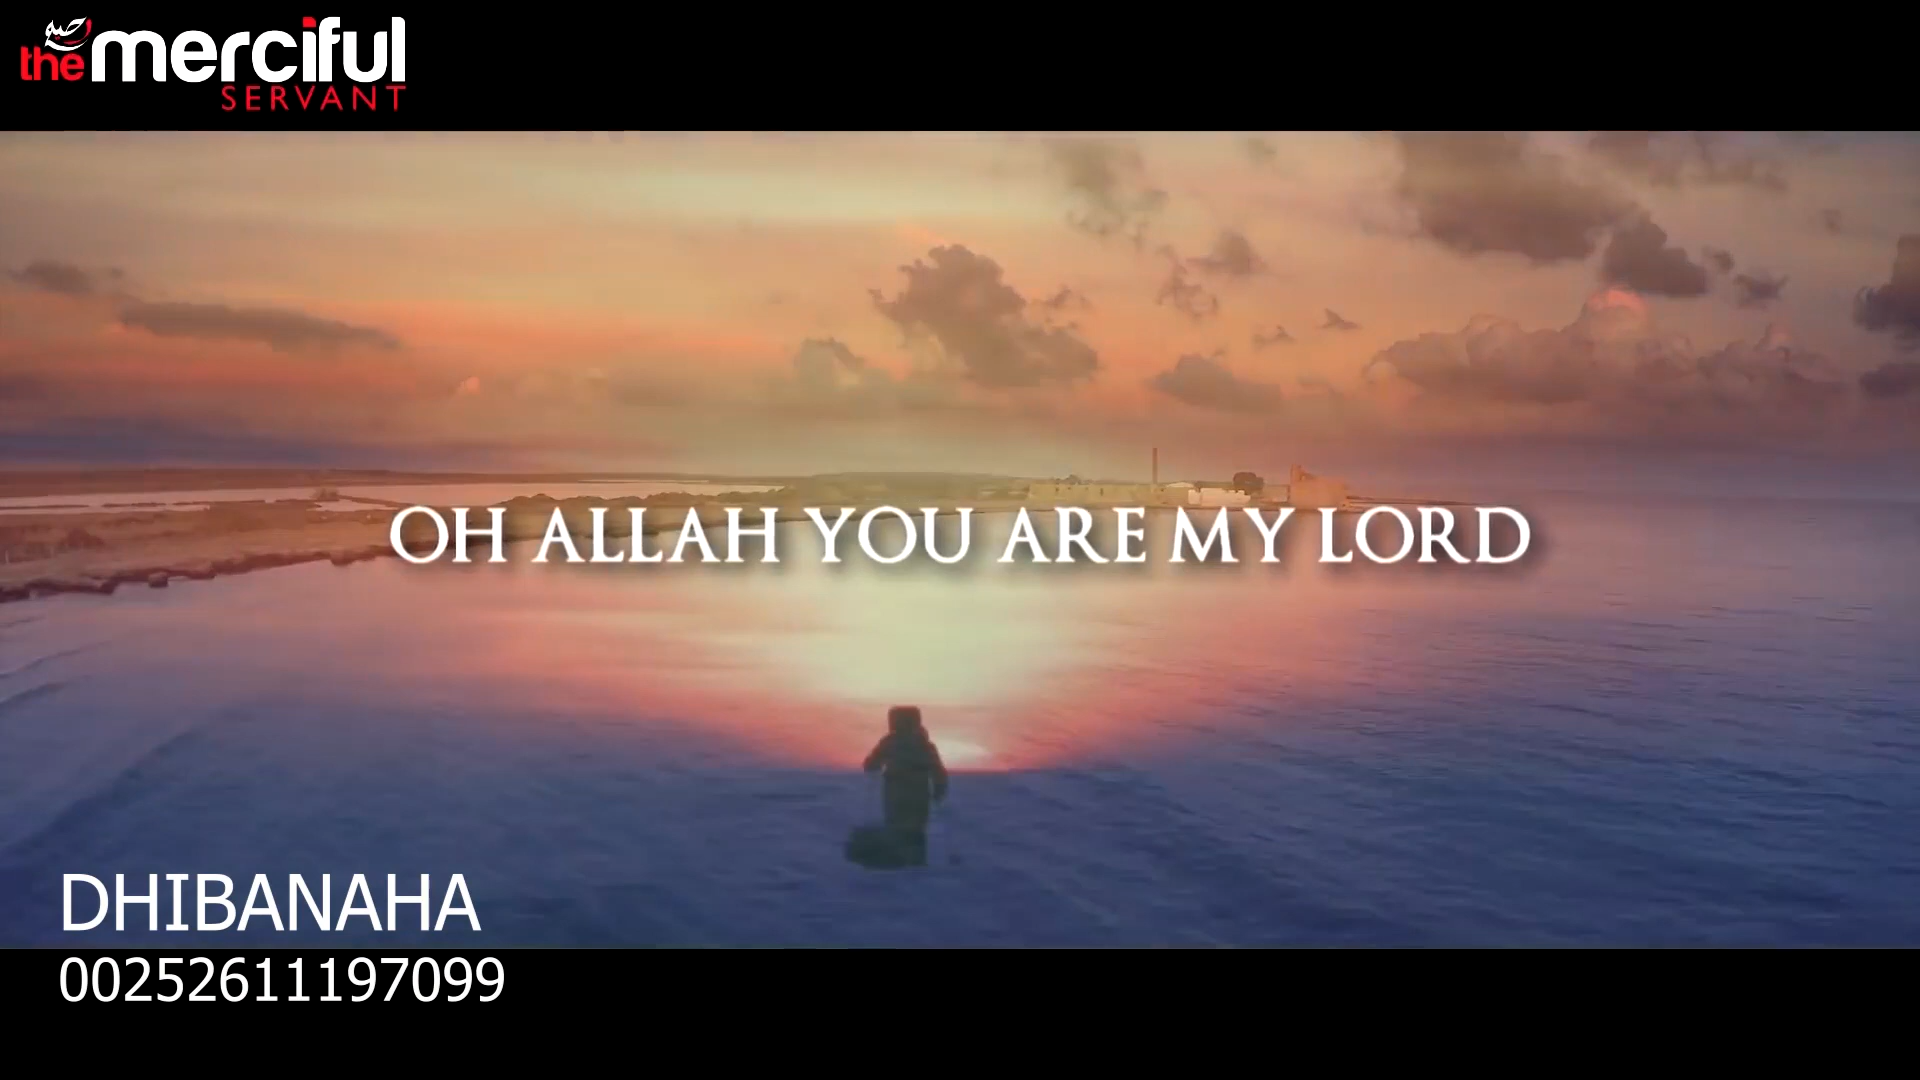 the merciful
SERVANT
OH ALLAH YOU ARE MY LORD
DHIBANAHA
00252611197099